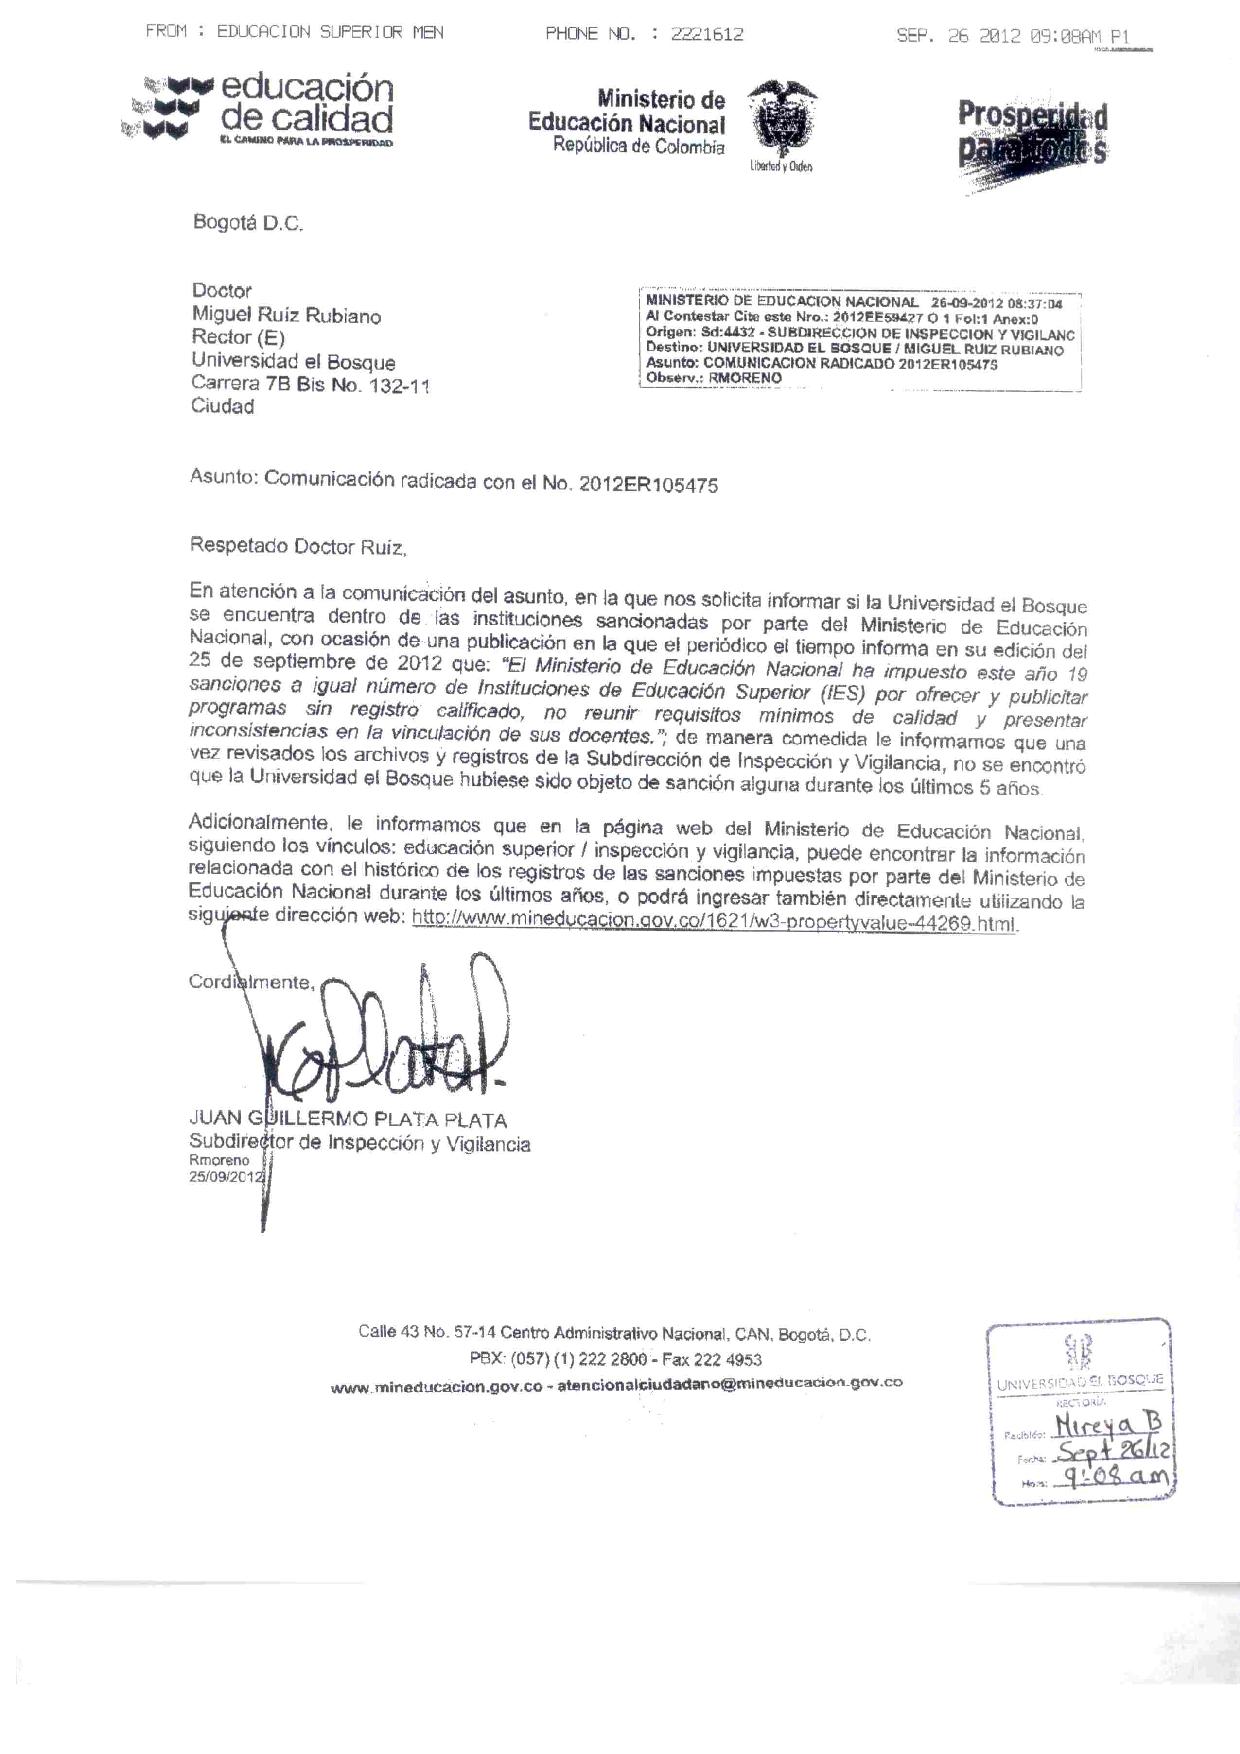 FROM : EDUCACION SUPERIOR MEN PHONE NO. : 2221612 SEP. 26 2012 09:08AM P1
educación
de calidad
EL CAMINO PARA LA PROSPERIDAD
Ministerio de
Educación Nacional
República de Colombia
Libertad y Orden
Prosperidad
para todos
Bogotá D.C.
Doctor
Miguel Ruiz Rubiano
Rector (E)
Universidad el Bosque
Carrera 7B Bis No. 132-11
Ciudad
MINISTERIO DE EDUCACION NACIONAL 26-09-2012 08:37:04
Al Contestar Cite este Nro.: 2012EE59427 O 1 Fol:1 Anex:0
Origen: Sd:4432 - SUBDIRECCION DE INSPECCION Y VIGILANC
Destino: UNIVERSIDAD EL BOSQUE / MIGUEL RUIZ RUBIANO
Asunto: COMUNICACION RADICADO 2012ER105475
Observ.: RMORENO
Asunto: Comunicación radicada con el No. 2012ER105475
Respetado Doctor Ruíz,
En atención a la comunicación del asunto, en la que nos solicita informar si la Universidad el Bosque
se encuentra dentro de las instituciones sancionadas por parte del Ministerio de Educación
Nacional, con ocasión de una publicación en la que el periódico el tiempo informa en su edición del
25 de septiembre de 2012 que: "El Ministerio de Educación Nacional ha impuesto este año 19
sanciones a igual número de Instituciones de Educación Superior (IES) por ofrecer y publicitar
programas sin registro calificado, no reunir requisitos mínimos de calidad y presentar
inconsistencias en la vinculación de sus docentes."; de manera comedida le informamos que una
vez revisados los archivos y registros de la Subdirección de Inspección y Vigilancia, no se encontró
que la Universidad el Bosque hubiese sido objeto de sanción alguna durante los últimos 5 años.
Adicionalmente, le informamos que en la página web del Ministerio de Educación Nacional,
siguiendo los vínculos: educación superior / inspección y vigilancia, puede encontrar la información
relacionada con el histórico de los registros de las sanciones impuestas por parte del Ministerio de
Educación Nacional durante los últimos años, o podrá ingresar también directamente utilizando la
siguiente dirección web: http://www.mineducacion.gov.co/1621/w3-propertyvalue-44269.html.
Cordialmente,
JUAN GUILLERMO PLATA PLATA
Subdirector de Inspección y Vigilancia
Rmoreno
25/09/2012
Calle 43 No. 57-14 Centro Administrativo Nacional, CAN, Bogotá, D.C.
PBX: (057) (1) 222 2800 - Fax 222 4953
www.mineducacion.gov.co - atencionalciudadano@mineducacion.gov.co
UNIVERSIDAD EL BOSQUE
RECTORIA
Recibido: Mireya B
Fecha: Sept 26/12
Hora: 9:08 am